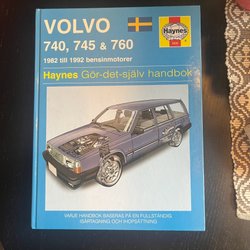 VOLVO
740, 745 & 760
1982 till 1992 bensinmotorer
Haynes
Haynes Gör-det-själv handbok
VARJE HANDBOK BASERAS PÅ EN FULLSTÄNDIG
ISÄRTAGNING OCH IHOPSÄTTNING